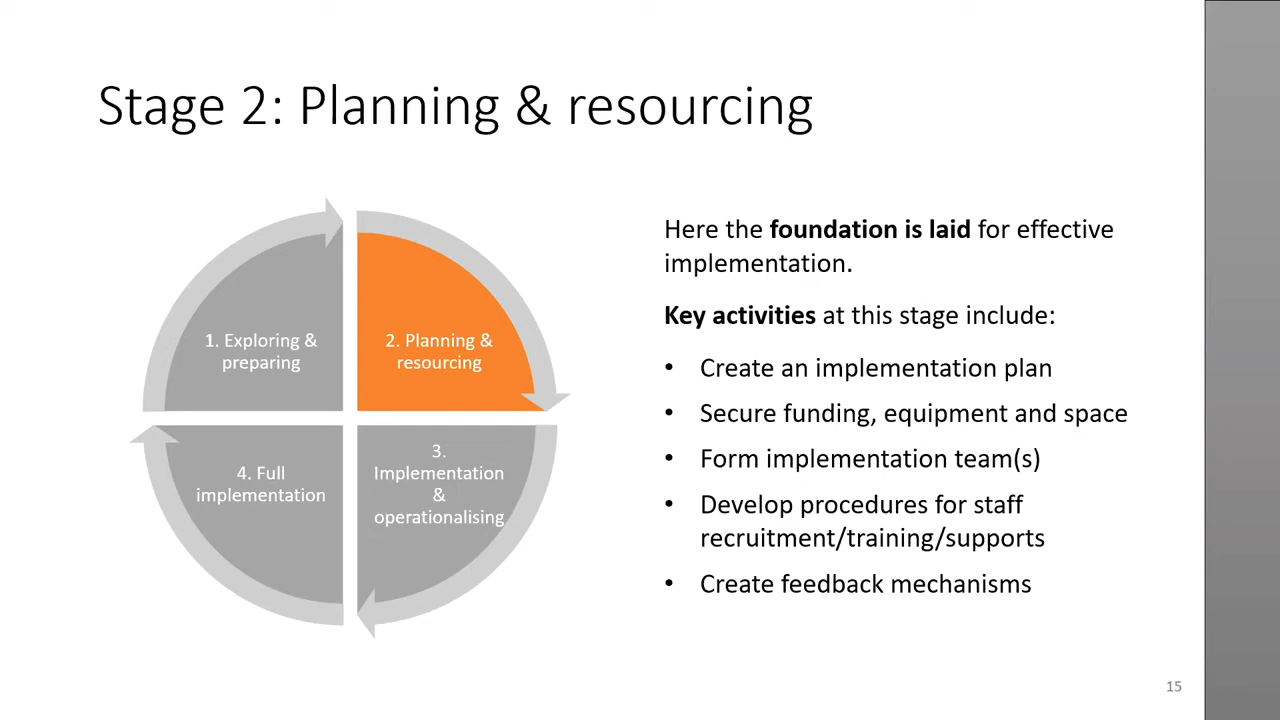 Stage 2: Planning & resourcing
1. Exploring &
preparing
2. Planning &
resourcing
3.
Implementation
&
operationalising
4. Full
implementation
Here the foundation is laid for effective
implementation.
Key activities at this stage include:
• Create an implementation plan
• Secure funding, equipment and space
• Form implementation team(s)
• Develop procedures for staff
recruitment/training/supports
• Create feedback mechanisms
15